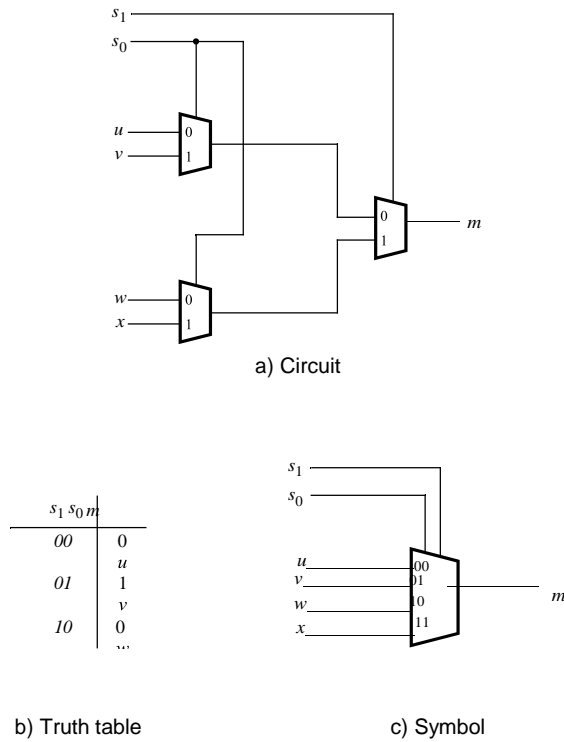 s1
s0
u
0
v
1
0
m
1
w
0
x
1
a) Circuit
s1
s0
s1 s0 m
00 0
u
01 1
v
10 0
w
u
00
v
01
m
w
10
x
11
b) Truth table
c) Symbol